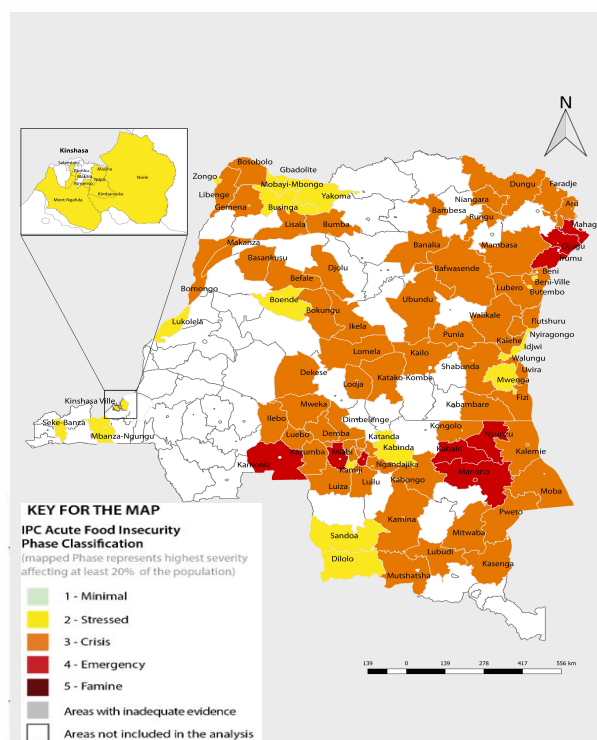 N
Kinshasa
Maluku
Nsele
Ndjili
Kimbanseke
Mont-Ngafula
Bosobolo
Gbadolite
Zongo
Mobayi-Mbongo
Libenge
Yakoma
Gemena
Businga
Lisala
Bumba
Dungu
Faradje
Niangara
Aru
Bambesa
Rungu
Mahag
Makanza
Banalia
Mambasa
Djugu
Irumu
Basankusu
Djolu
Bafwasende
Beni
Befale
Beni-Ville
Lubero
Butembo
Bomongo
Boende
Ubundu
Bokungu
Walikale
Lukolela
Rutshuru
Ikela
Punia
Nyiragongo
Kalehe
Idjwi
Lomela
Kailo
Walungu
Shabunda
Uvira
Dekese
Katako-Kombe
Mwenga
Lodja
Fizi
Kinshasa Ville
Mweka
Kabambare
Ilebo
Dimbelenge
Seke-Banza
Kongolo
Mbanza-Ngungu
Luebo
Demba
Katanda
Nyunzu
Kabinda
Kabalo
Kazumba
Miabi
Kalemie
Kamonia
Kamiji
Ngandajika
Manono
Luiza
Luilu
Kabongo
Moba
Pweto
Kamina
Mitwaba
Sandoa
Lubudi
Dilolo
Kasenga
Mutshatsha
KEY FOR THE MAP
IPC Acute Food Insecurity
Phase Classification
(mapped Phase represents highest severity
affecting at least 20% of the population)
1 - Minimal
2 - Stressed
3 - Crisis
4 - Emergency
5 - Famine
Areas with inadequate evidence
Areas not included in the analysis
139 0 139 278 417 556 km